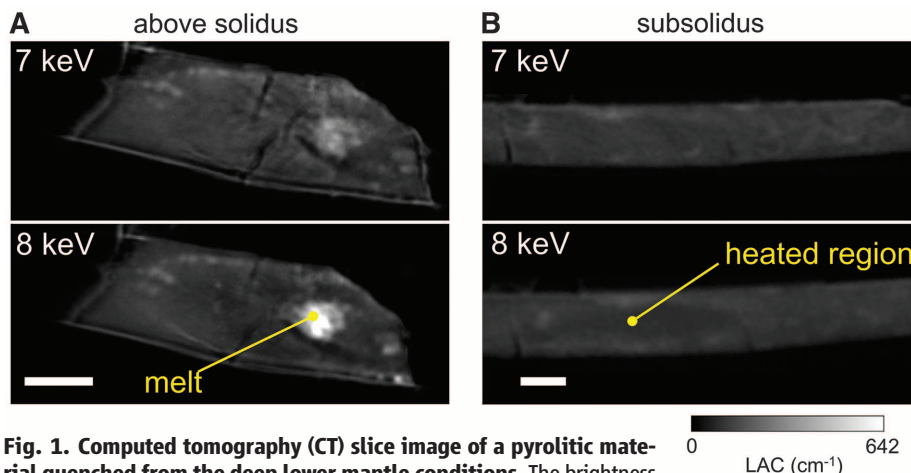 A above solidus
B subsolidus
7 keV
7 keV
8 keV
8 keV
heated region
melt
Fig. 1. Computed tomography (CT) slice image of a pyrolitic mate-
rial quenched from the deep lower mantle conditions. The brightness
0 642
LAC (cm⁻¹)